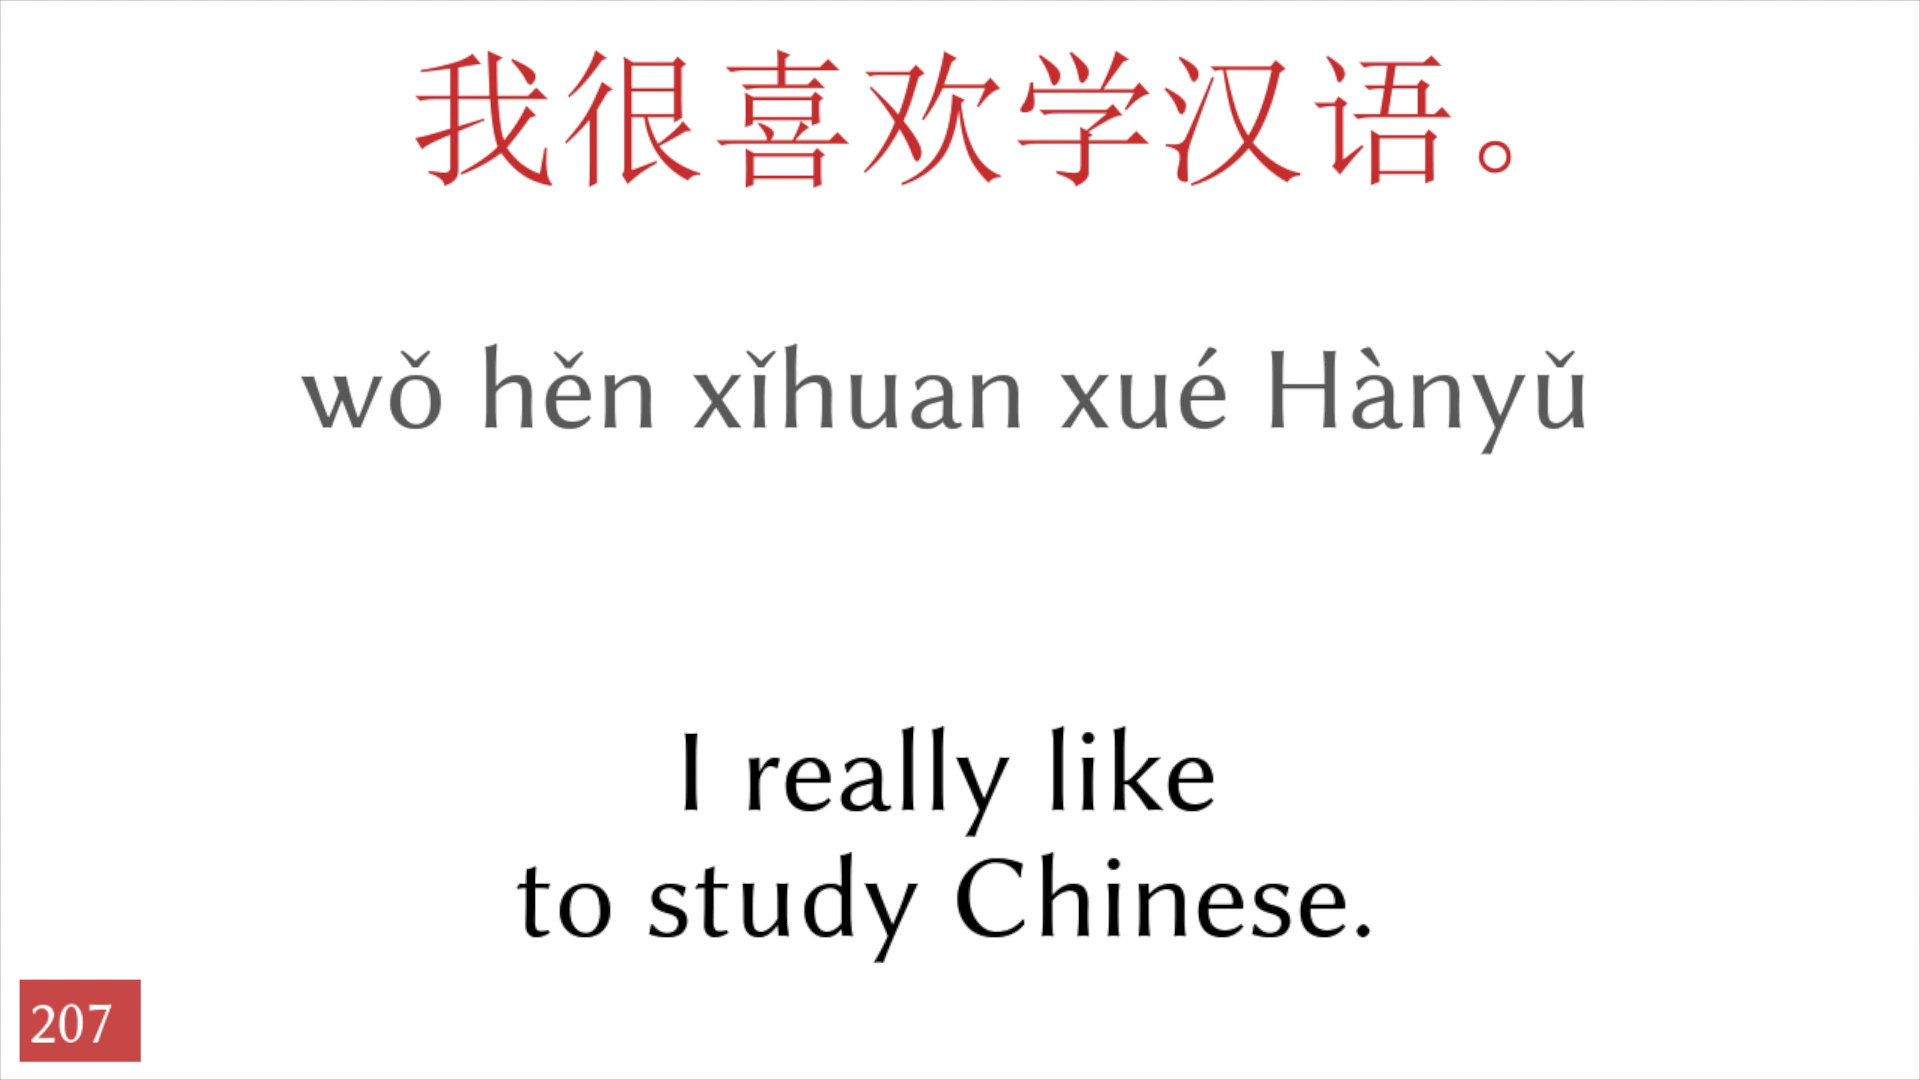 我很喜欢学汉语。
wǒ hěn xǐhuan xué Hànyǔ
I really like
to study Chinese.
207